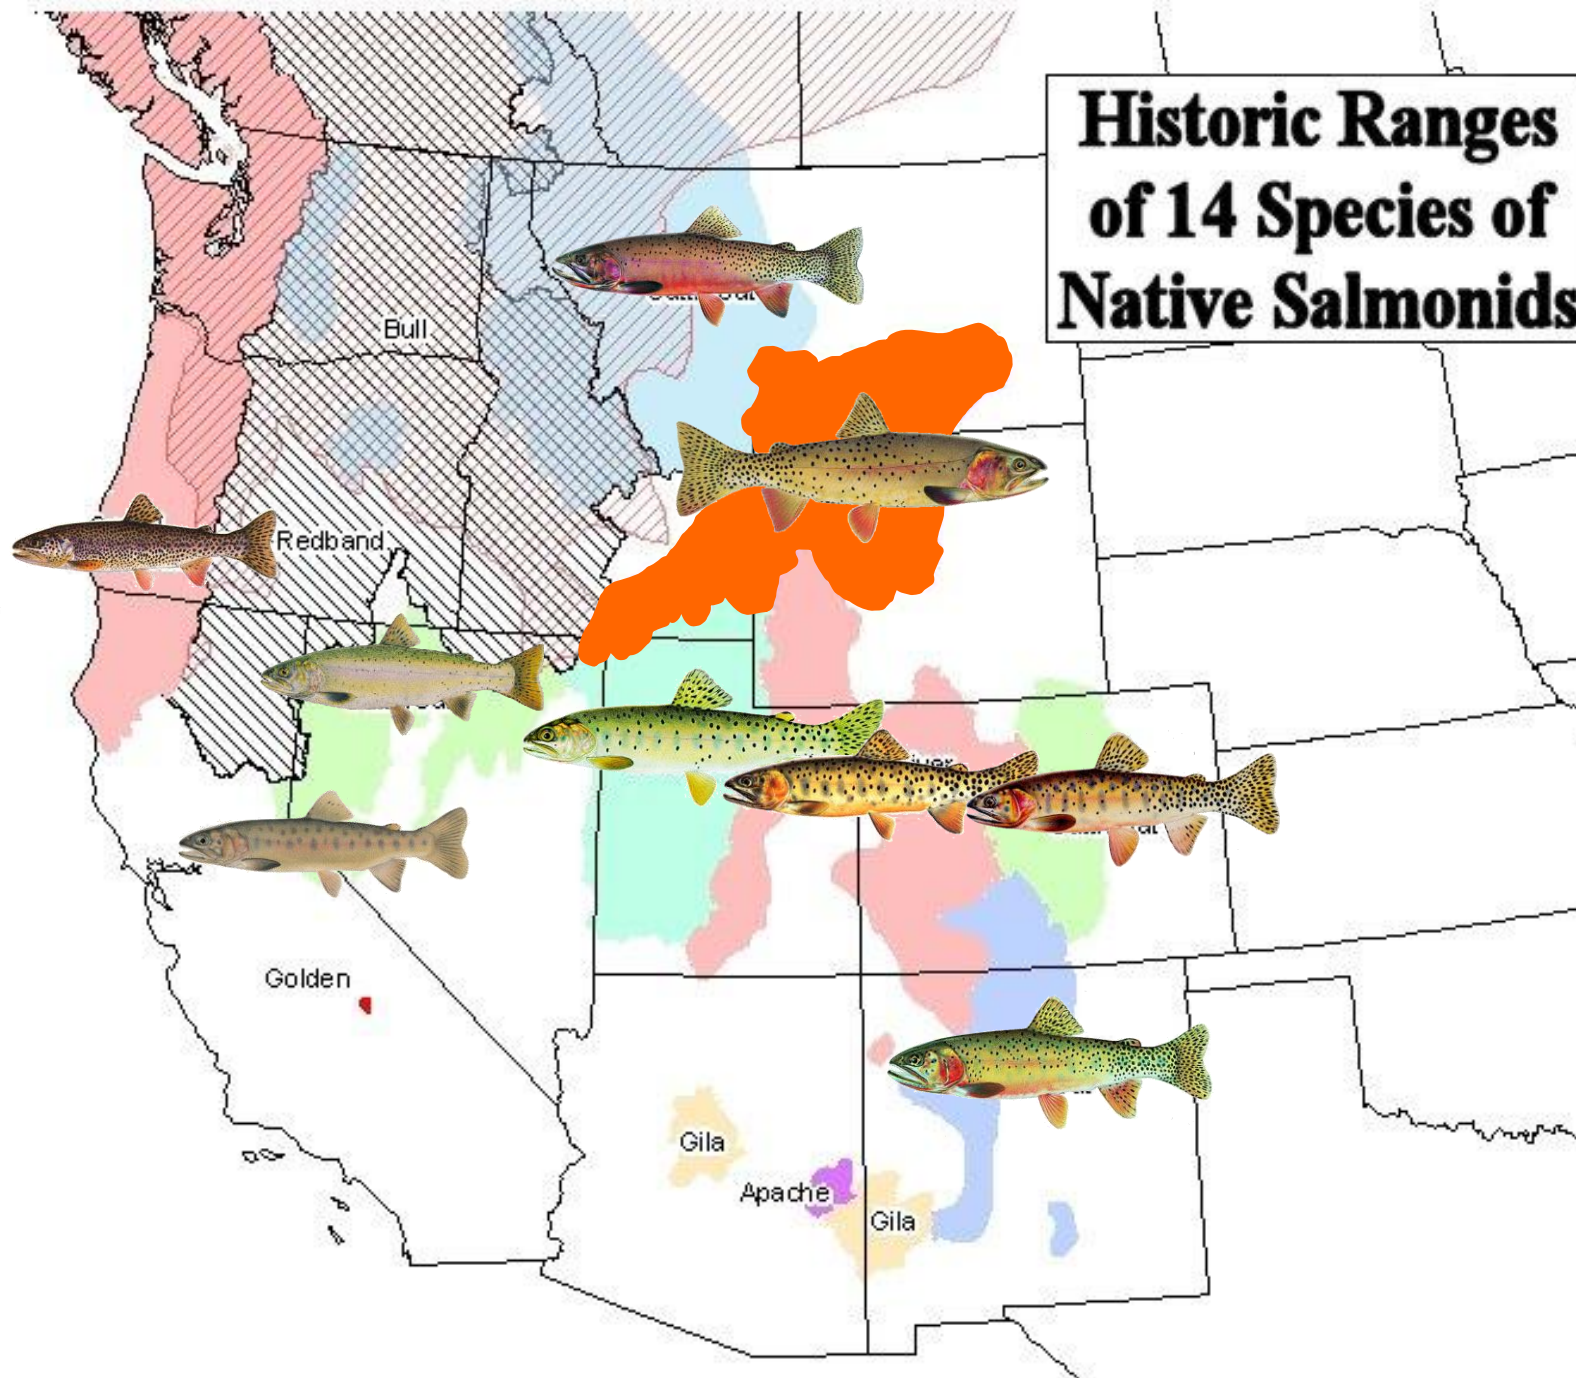 Historic Ranges
of 14 Species of
Native Salmonids
Bull
Redband
Golden
Gila
Apache
Gila